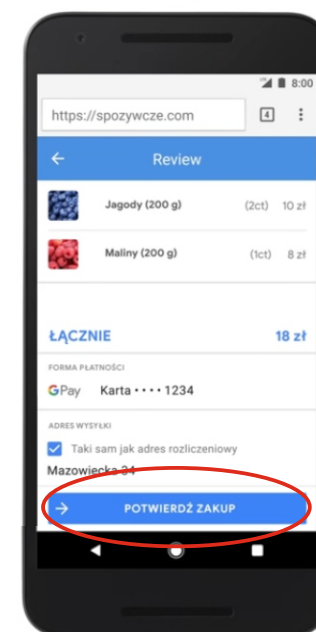 8:00
https://spozywcze.com 4
Review
Jagody (200 g) (2ct) 10 zł
Maliny (200 g) (1ct) 8 zł
ŁĄCZNIE 18 zł
FORMA PŁATNOŚCI
G Pay Karta •••• 1234
ADRES WYSYŁKI
Taki sam jak adres rozliczeniowy
Mazowiecka 34
POTWIERDŹ ZAKUP